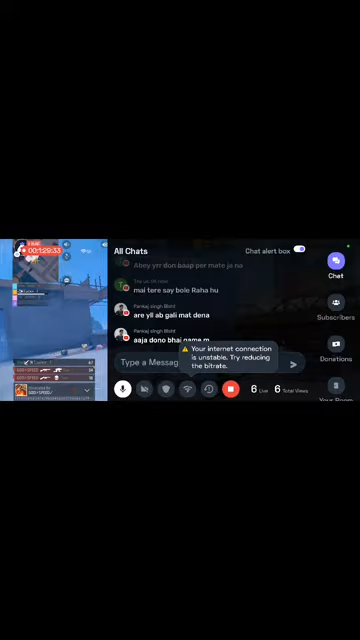 00:1:29:33
All Chats
Chat alert box
Abey yrr dun baap per mate ja na
mai tere say bole Raha hu
Pankaj singh Bisht
are yll ab gali mat dena
Pankaj singh Bisht
aaja dono bhai game m
Your internet connection
is unstable. Try reducing
the bitrate.
Type a Messag
6 Live 6 Total Views
Chat
Subscribers
Donations
Your Room